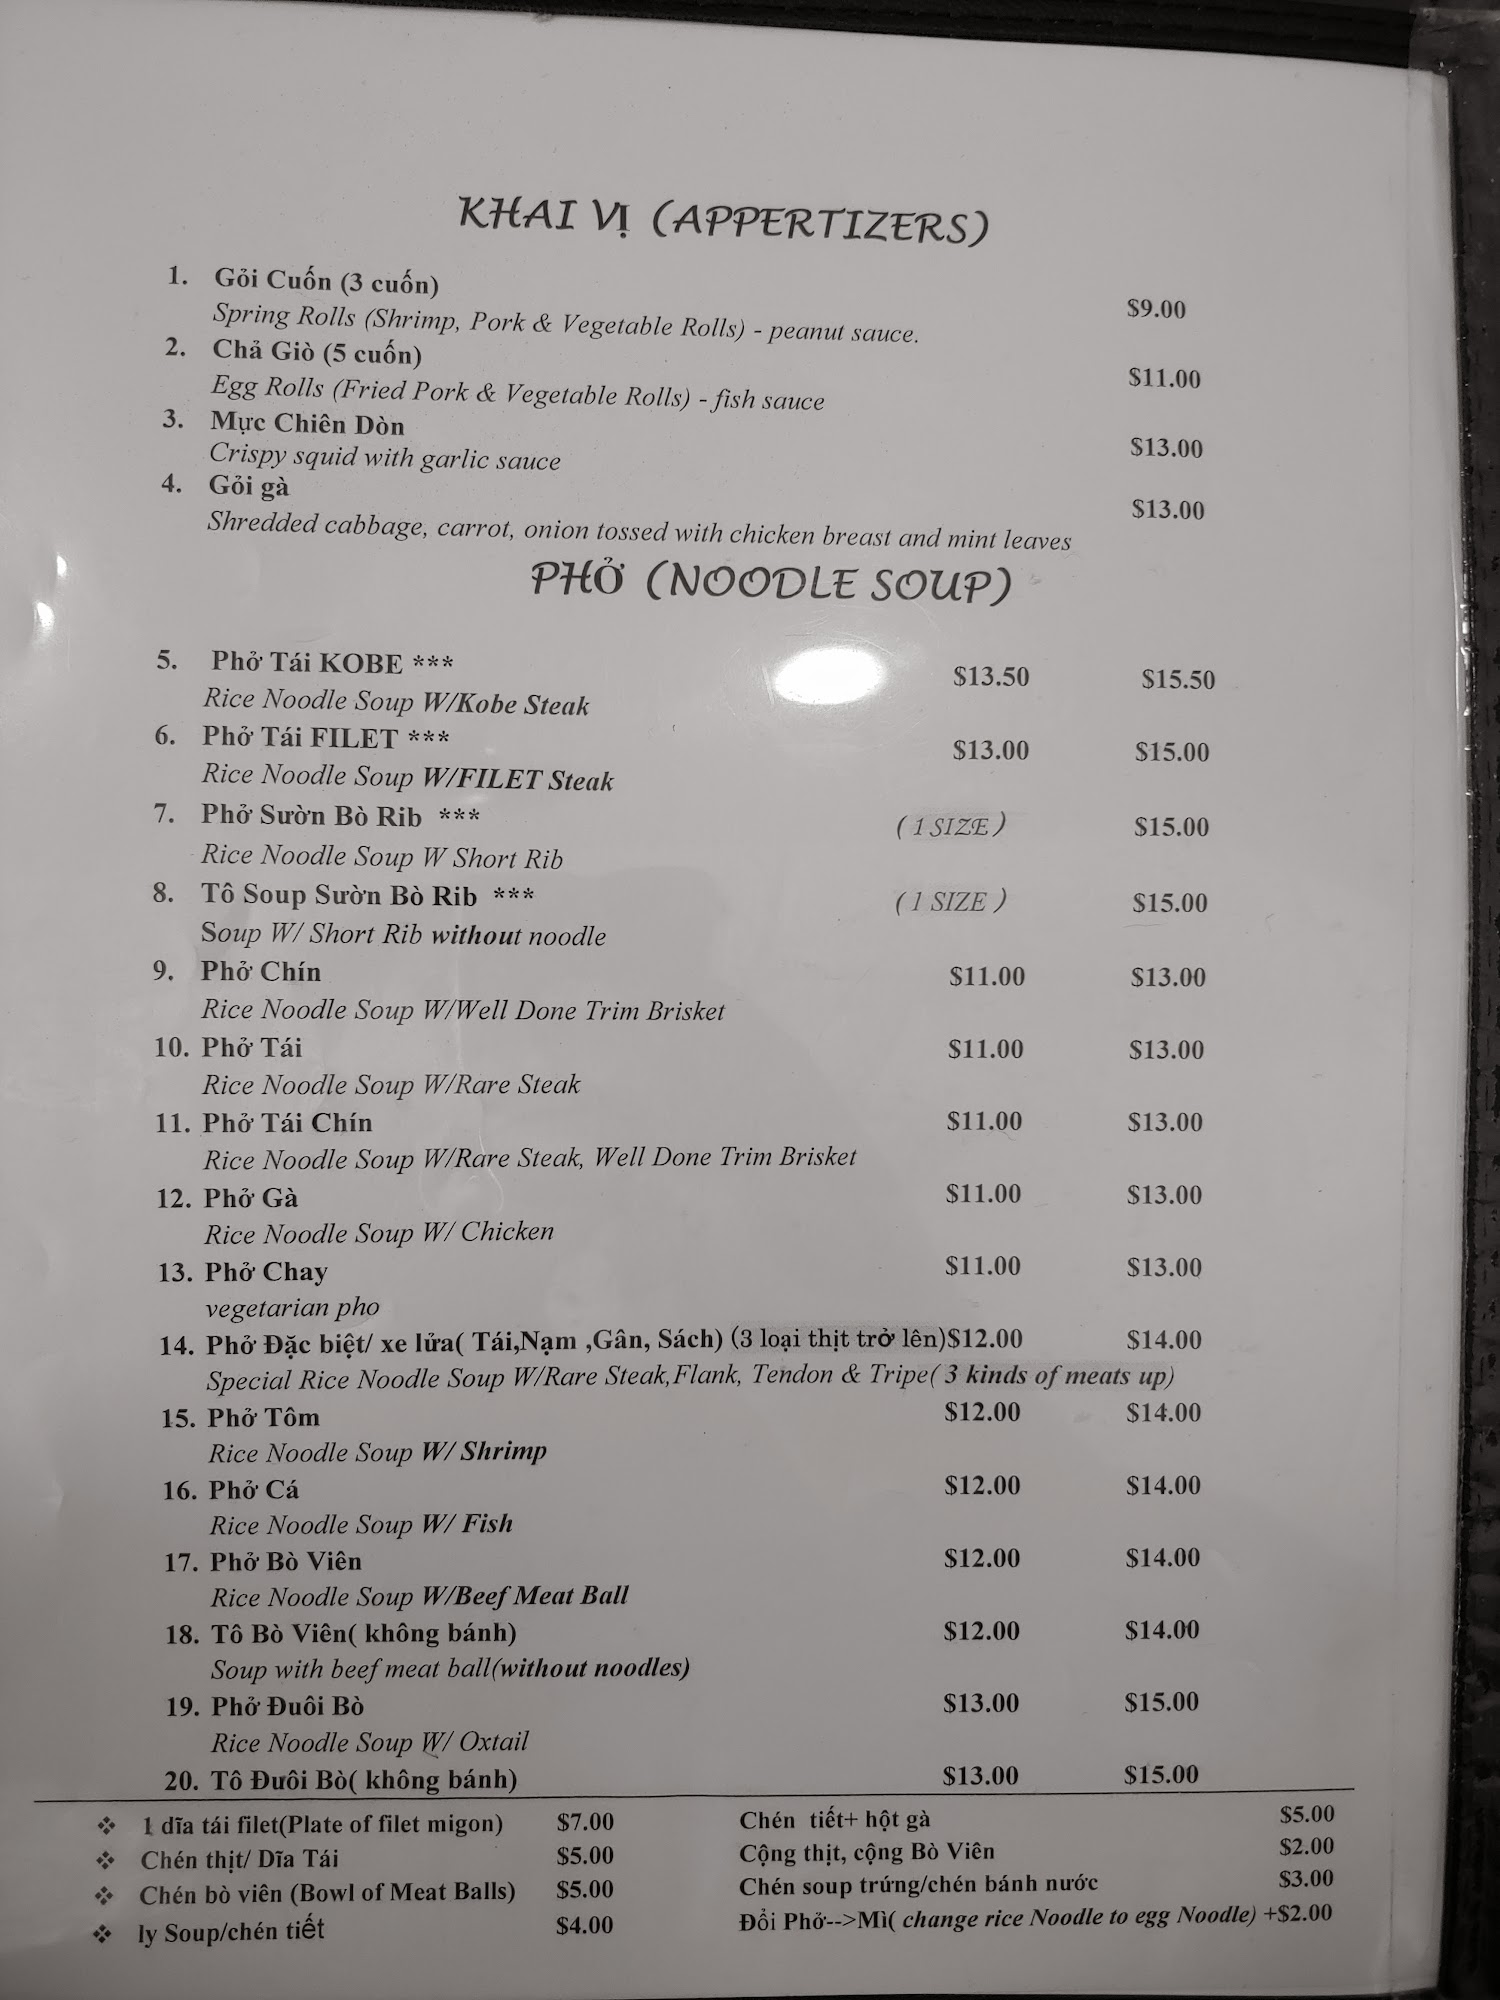 KHAI VỊ (APPERTIZERS)
1. Gỏi Cuốn (3 cuốn)
Spring Rolls (Shrimp, Pork & Vegetable Rolls) - peanut sauce. $9.00
2. Chả Giò (5 cuốn)
Egg Rolls (Fried Pork & Vegetable Rolls) - fish sauce $11.00
3. Mực Chiên Dòn
Crispy squid with garlic sauce $13.00
4. Gỏi gà $13.00
Shredded cabbage, carrot, onion tossed with chicken breast and mint leaves
PHỞ (NOODLE SOUP)
5. Phở Tái KOBE *** $13.50 $15.50
Rice Noodle Soup W/Kobe Steak
6. Phở Tái FILET *** $13.00 $15.00
Rice Noodle Soup W/FILET Steak
7. Phở Sườn Bò Rib *** ( 1 SIZE ) $15.00
Rice Noodle Soup W Short Rib
8. Tô Soup Sườn Bò Rib *** ( 1 SIZE ) $15.00
Soup W/ Short Rib without noodle
9. Phở Chín $11.00 $13.00
Rice Noodle Soup W/Well Done Trim Brisket
10. Phở Tái $11.00 $13.00
Rice Noodle Soup W/Rare Steak
11. Phở Tái Chín $11.00 $13.00
Rice Noodle Soup W/Rare Steak, Well Done Trim Brisket
12. Phở Gà $11.00 $13.00
Rice Noodle Soup W/ Chicken
13. Phở Chay $11.00 $13.00
vegetarian pho
14. Phở Đặc biệt/ xe lửa( Tái,Nạm ,Gân, Sách) (3 loại thịt trở lên)$12.00 $14.00
Special Rice Noodle Soup W/Rare Steak,Flank, Tendon & Tripe( 3 kinds of meats up)
15. Phở Tôm $12.00 $14.00
Rice Noodle Soup W/ Shrimp
16. Phở Cá $12.00 $14.00
Rice Noodle Soup W/ Fish
17. Phở Bò Viên $12.00 $14.00
Rice Noodle Soup W/Beef Meat Ball
18. Tô Bò Viên( không bánh) $12.00 $14.00
Soup with beef meat ball(without noodles)
19. Phở Đuôi Bò $13.00 $15.00
Rice Noodle Soup W/ Oxtail
20. Tô Đuôi Bò( không bánh) $13.00 $15.00
❖ 1 dĩa tái filet(Plate of filet migon) $7.00 Chén tiết+ hột gà $5.00
❖ Chén thịt/ Dĩa Tái $5.00 Cộng thịt, cộng Bò Viên $2.00
❖ Chén bò viên (Bowl of Meat Balls) $5.00 Chén soup trứng/chén bánh nước $3.00
❖ ly Soup/chén tiết $4.00 Đổi Phở-->Mì( change rice Noodle to egg Noodle) +$2.00